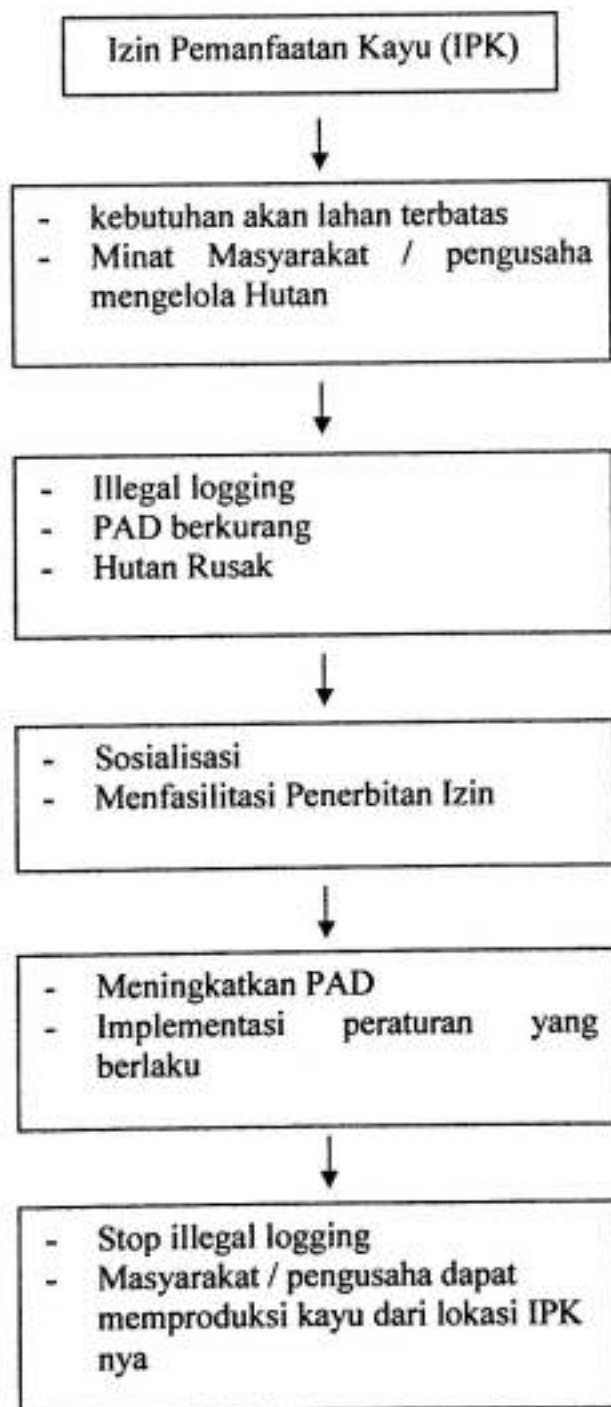 Izin Pemanfaatan Kayu (IPK)
- kebutuhan akan lahan terbatas
- Minat Masyarakat / pengusaha
mengelola Hutan
- Illegal logging
- PAD berkurang
- Hutan Rusak
- Sosialisasi
- Menfasilitasi Penerbitan Izin
- Meningkatkan PAD
- Implementasi peraturan yang
berlaku
- Stop illegal logging
- Masyarakat / pengusaha dapat
memproduksi kayu dari lokasi IPK
nya